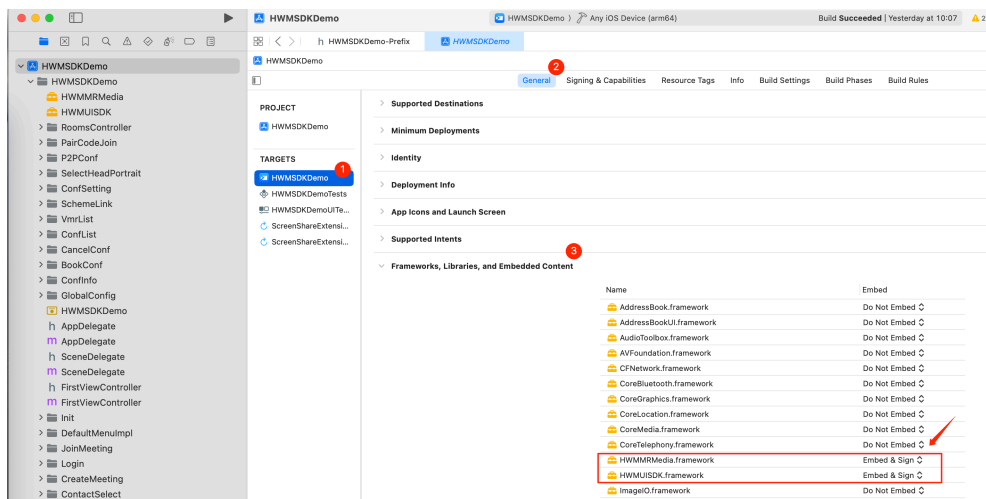 HWMSDKDemo
HWMSDKDemo 〉 Any iOS Device (arm64)
Build Succeeded | Yesterday at 10:07
2
HWMSDKDemo-Prefix
HWMSDKDemo
HWMSDKDemo
General
Signing & Capabilities
Resource Tags
Info
Build Settings
Build Phases
Build Rules
2
HWMSDKDemo
HWMSDKDemo
HWMMRMedia
HWMUISDK
RoomsController
PairCodeJoin
P2PConf
SelectHeadPortrait
ConfSetting
SchemeLink
VmrList
ConfList
CancelConf
BookConf
ConfInfo
GlobalConfig
HWMSDKDemo
h AppDelegate
m AppDelegate
h SceneDelegate
m SceneDelegate
h FirstViewController
m FirstViewController
Init
DefaultMenuImpl
JoinMeeting
Login
CreateMeeting
ContactSelect
PROJECT
HWMSDKDemo
TARGETS
1
HWMSDKDemo
HWMSDKDemoTests
HWMSDKDemoUITe...
ScreenShareExtensi...
ScreenShareExtensi...
Supported Destinations
Minimum Deployments
Identity
Deployment Info
App Icons and Launch Screen
Supported Intents
3
Frameworks, Libraries, and Embedded Content
Name Embed
AddressBook.framework Do Not Embed
AddressBookUI.framework Do Not Embed
AudioToolbox.framework Do Not Embed
AVFoundation.framework Do Not Embed
CFNetwork.framework Do Not Embed
CoreBluetooth.framework Do Not Embed
CoreGraphics.framework Do Not Embed
CoreLocation.framework Do Not Embed
CoreMedia.framework Do Not Embed
CoreTelephony.framework Do Not Embed
HWMMRMedia.framework Embed & Sign
HWMUISDK.framework Embed & Sign
ImageIO.framework Do Not Embed